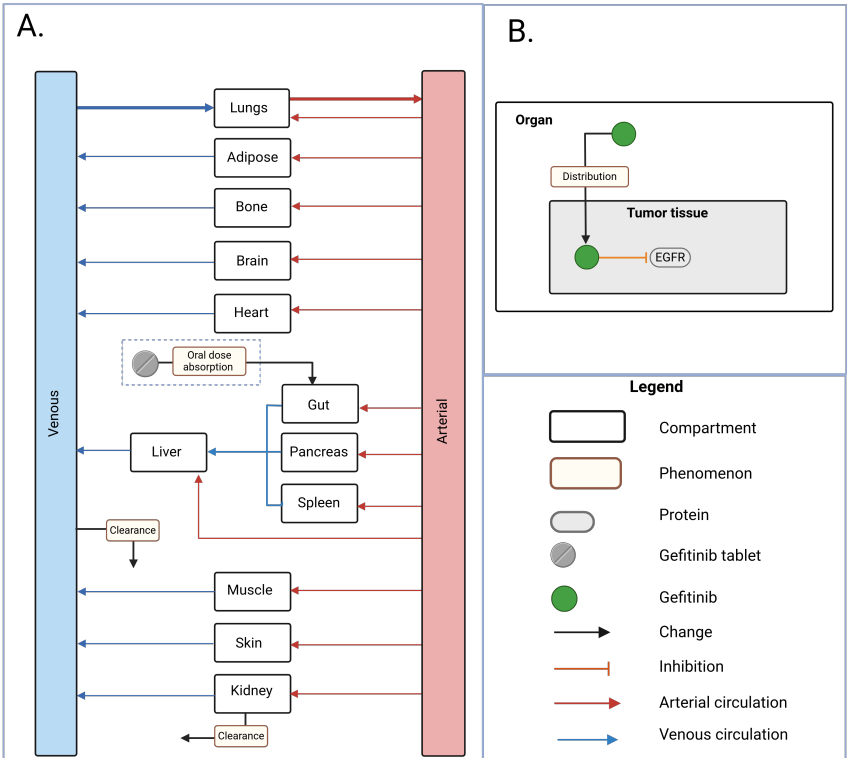 A.
Venous
Arterial
Lungs
Adipose
Bone
Brain
Heart
Oral dose
absorption
Gut
Liver
Pancreas
Spleen
Clearance
Muscle
Skin
Kidney
Clearance
B.
Organ
Distribution
Tumor tissue
EGFR
Legend
Compartment
Phenomenon
Protein
Gefitinib tablet
Gefitinib
Change
Inhibition
Arterial circulation
Venous circulation